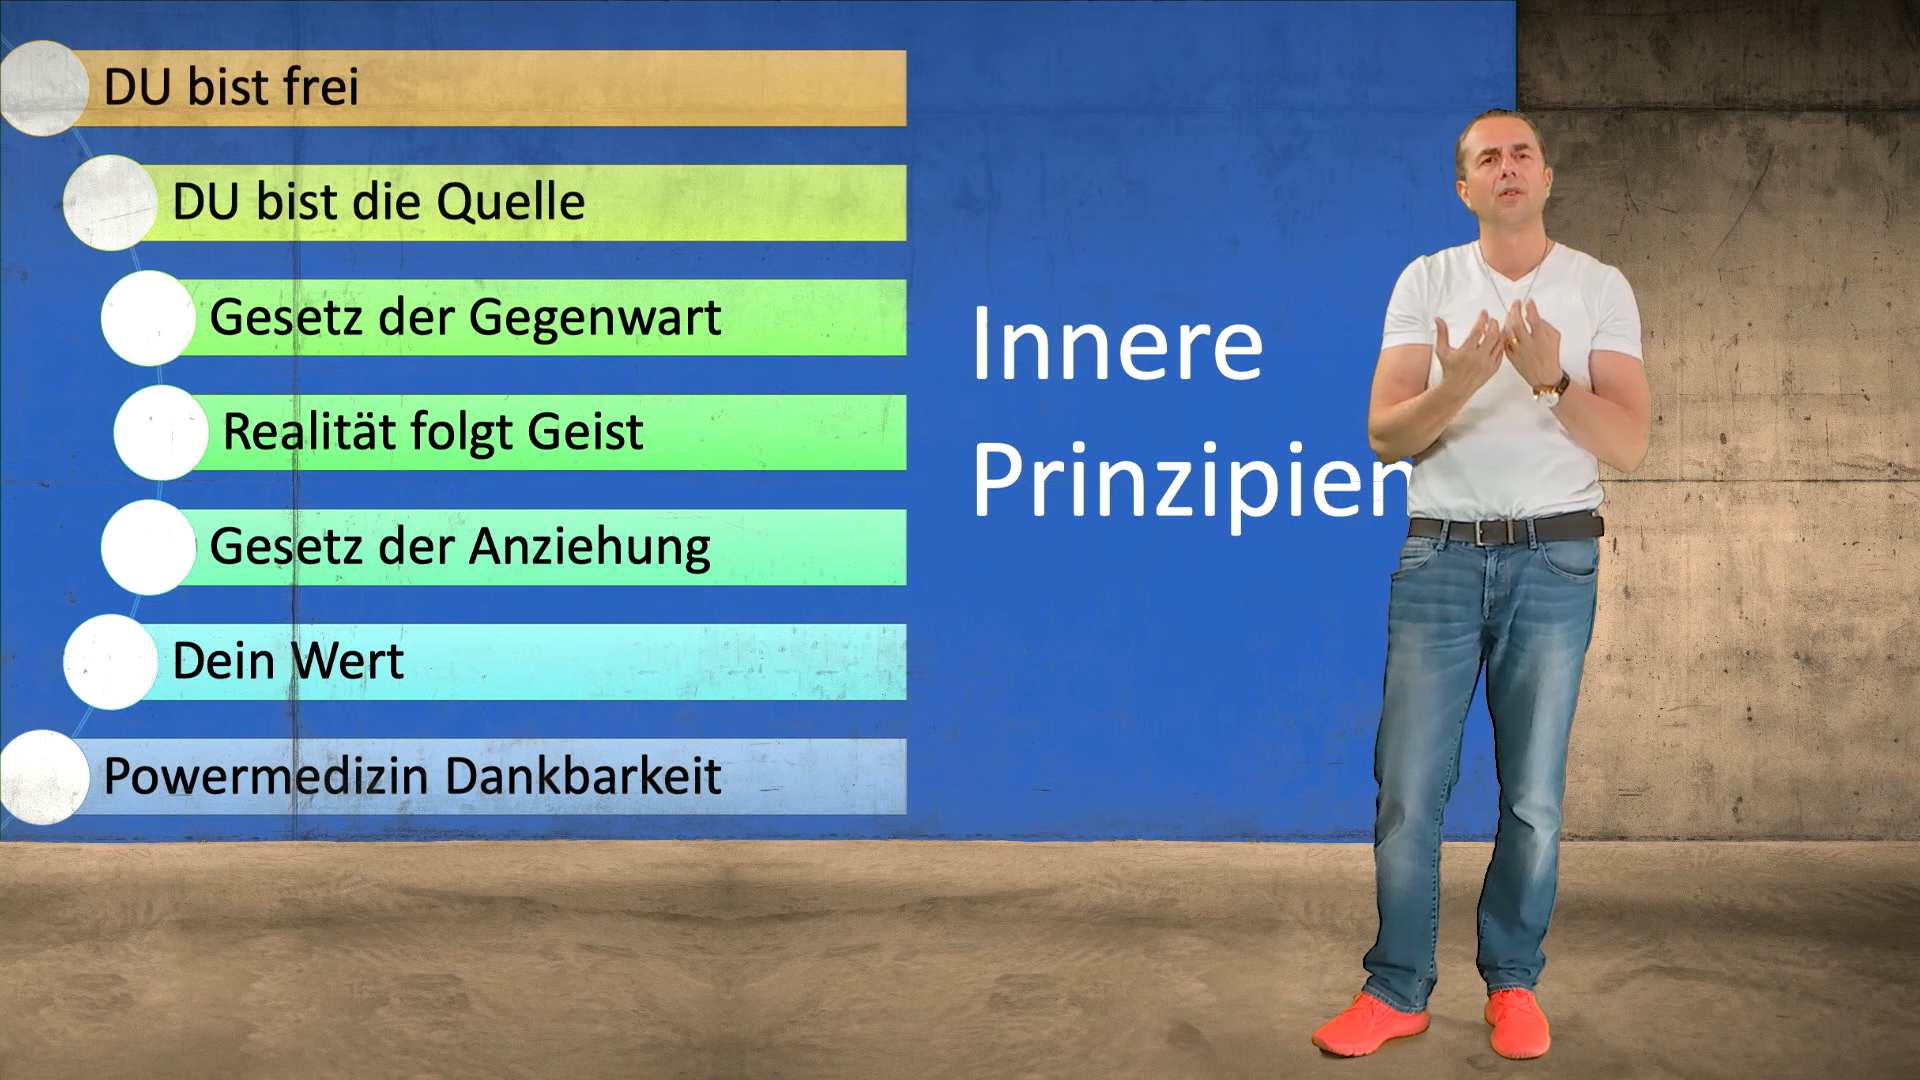 DU bist frei
DU bist die Quelle
Gesetz der Gegenwart
Realität folgt Geist
Gesetz der Anziehung
Dein Wert
Powermedizin Dankbarkeit
Innere
Prinzipien